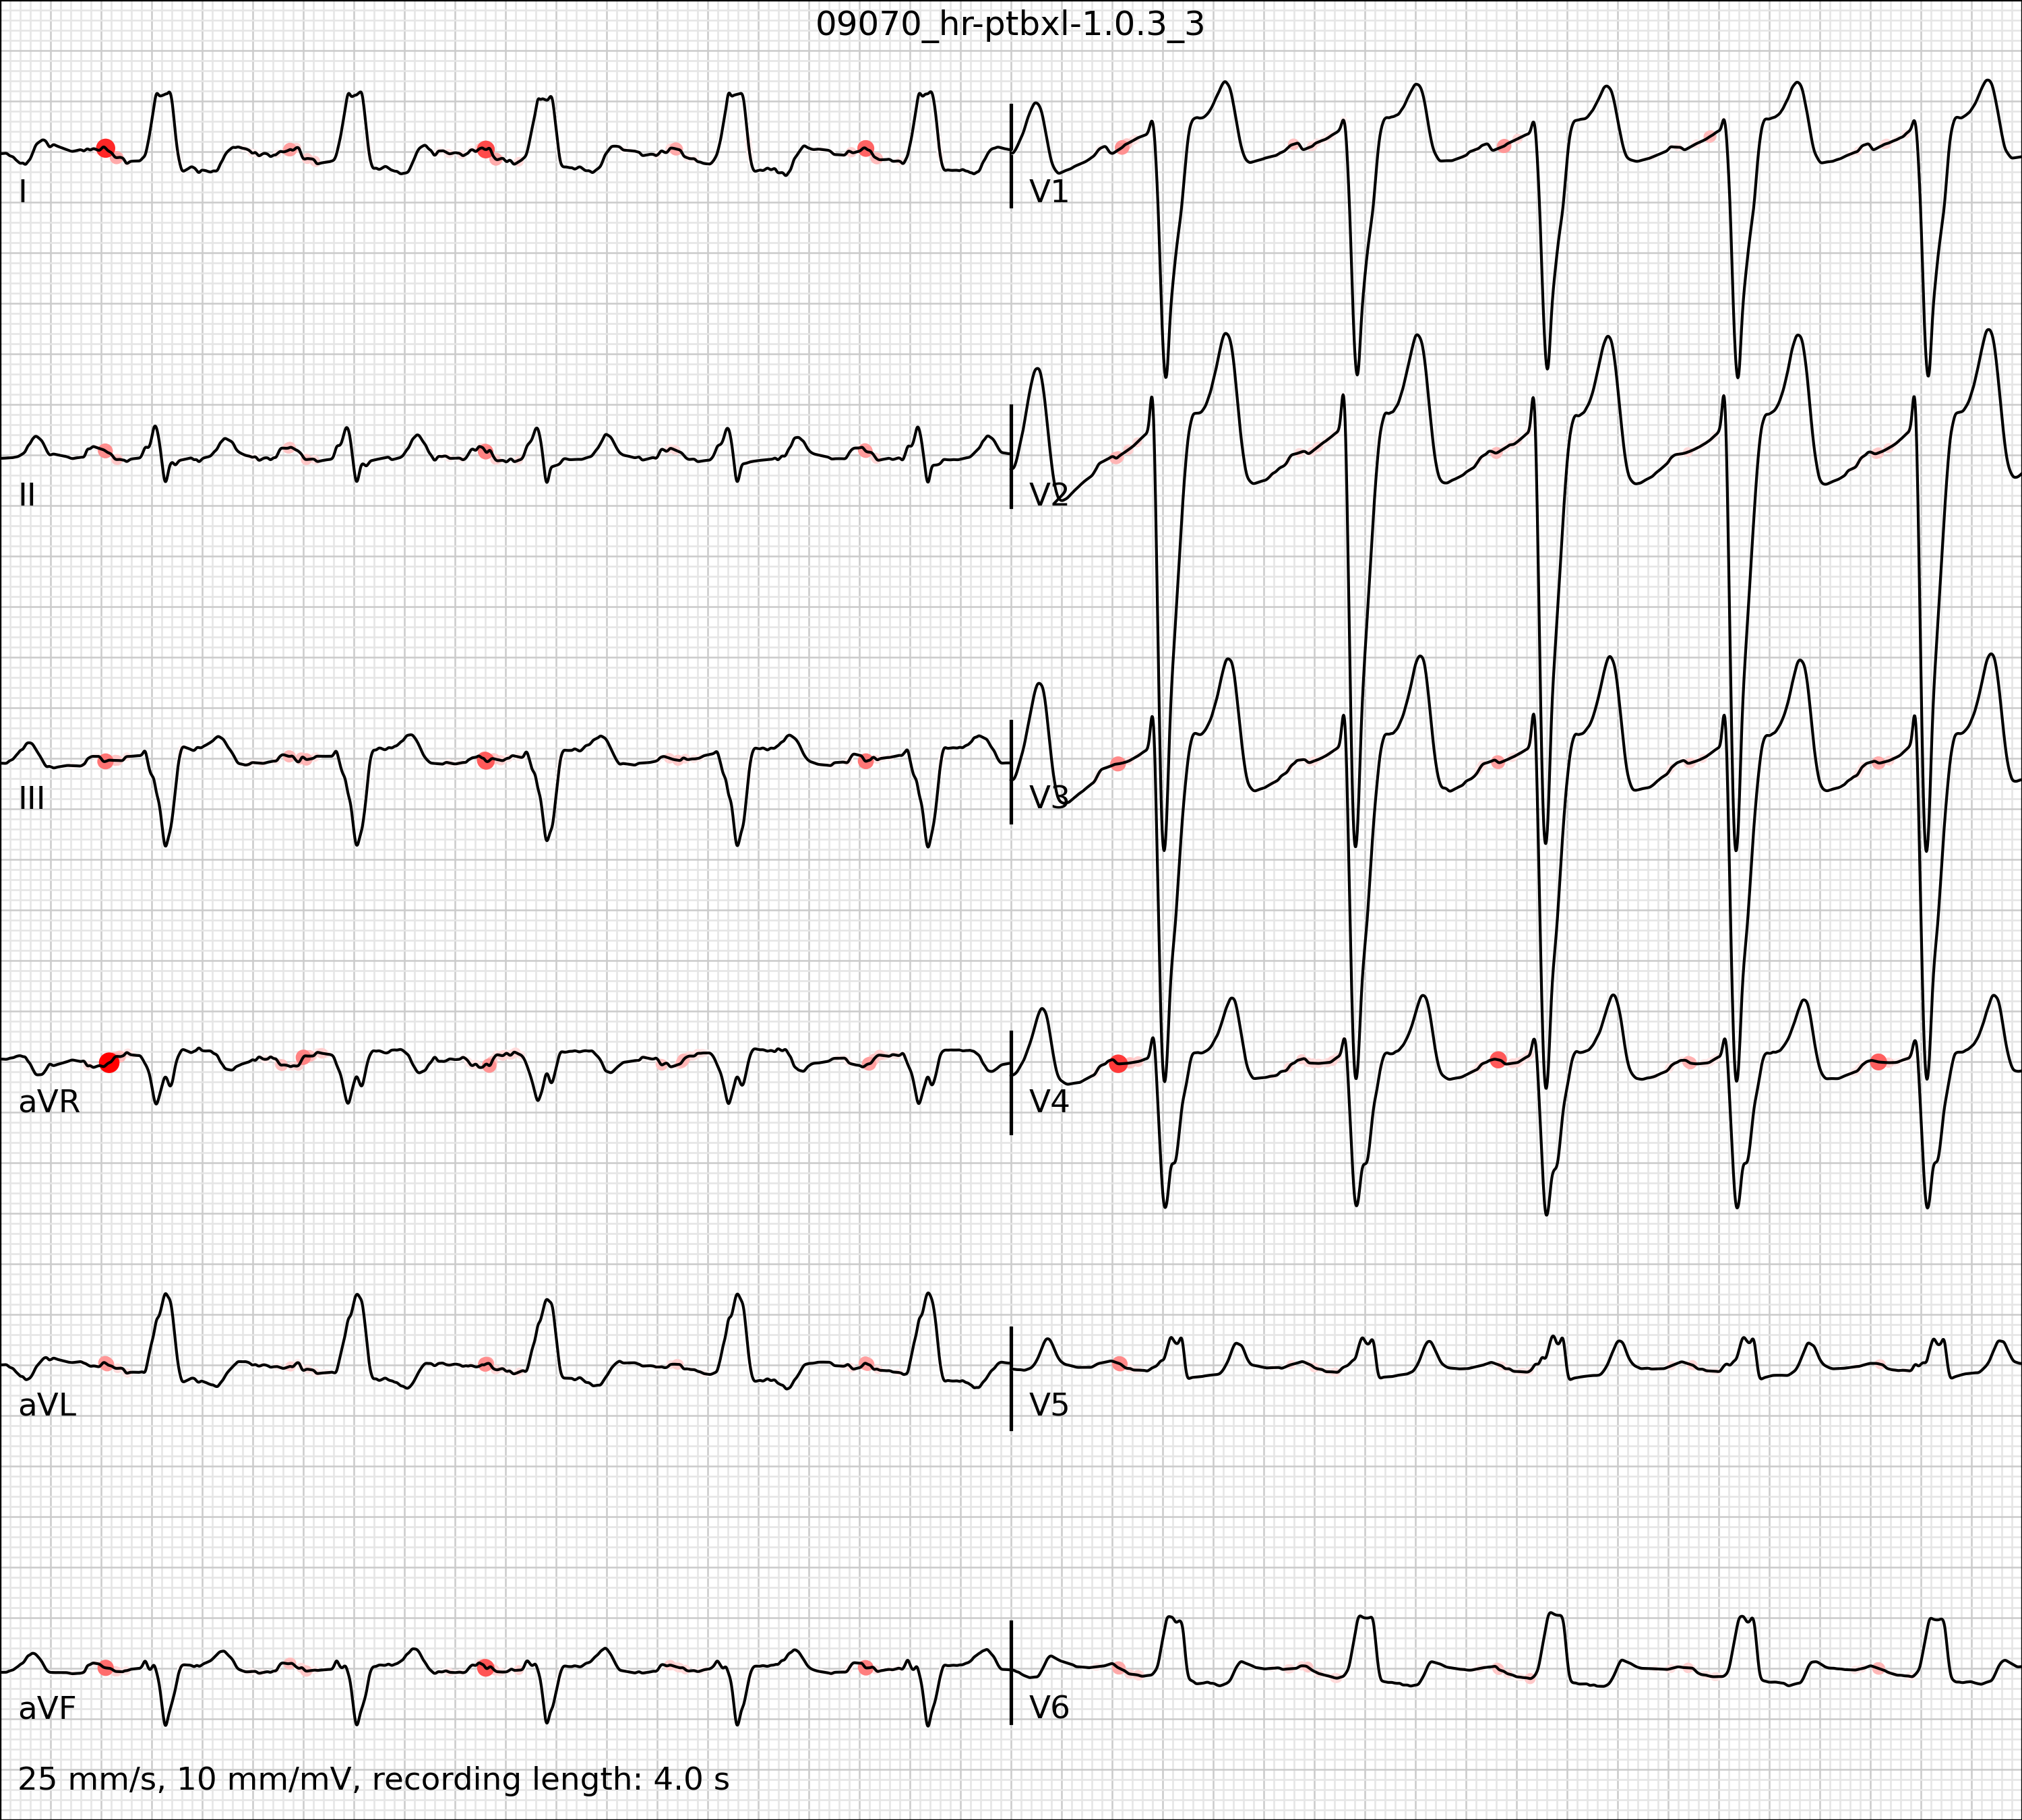 09070_hr-ptbxl-1.0.3_3
I
V1
II
V2
III
V3
aVR
V4
aVL
V5
aVF
V6
25 mm/s, 10 mm/mV, recording length: 4.0 s